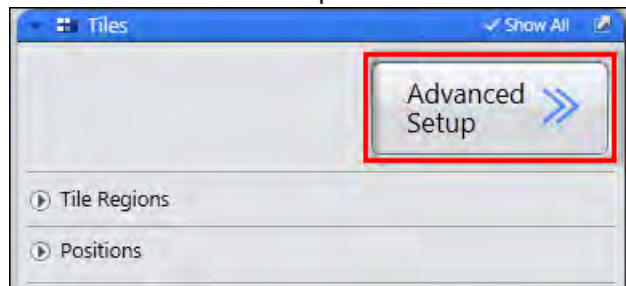 Tiles Show All
Advanced
Setup
Tile Regions
Positions